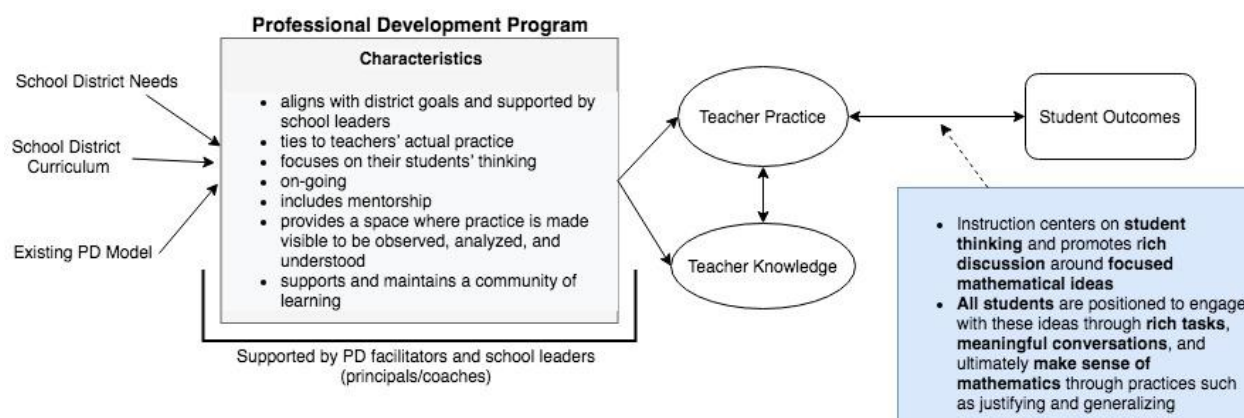 Professional Development Program
Characteristics
• aligns with district goals and supported by
school leaders
• ties to teachers' actual practice
• focuses on their students' thinking
• on-going
• includes mentorship
• provides a space where practice is made
visible to be observed, analyzed, and
understood
• supports and maintains a community of
learning
School District Needs
School District
Curriculum
Existing PD Model
Supported by PD facilitators and school leaders
(principals/coaches)
Teacher Practice
Teacher Knowledge
Student Outcomes
• Instruction centers on student
thinking and promotes rich
discussion around focused
mathematical ideas
• All students are positioned to engage
with these ideas through rich tasks,
meaningful conversations, and
ultimately make sense of
mathematics through practices such
as justifying and generalizing